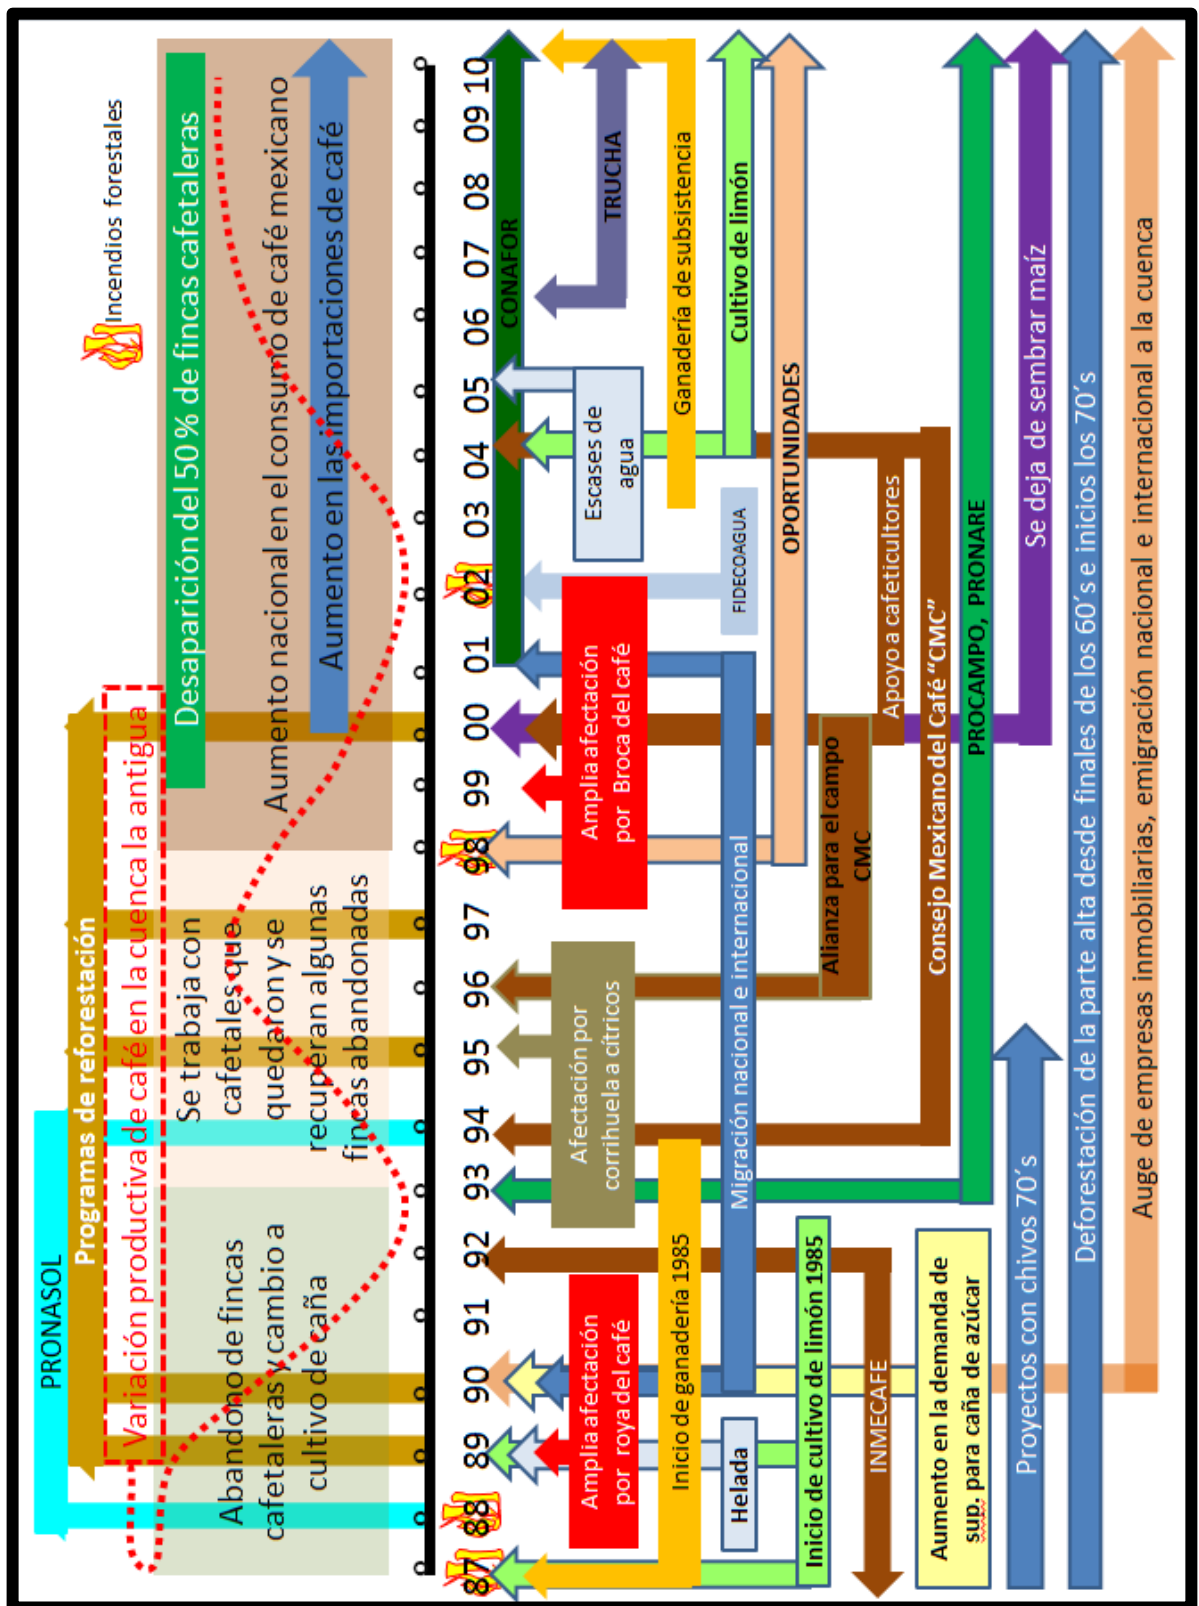 Incendios forestales
PRONASOL
Programas de reforestación
Variación productiva de café en la cuenca la antigua
Desaparición del 50 % de fincas cafetaleras
Abandono de fincas
cafetaleras y cambio a
cultivo de caña
Se trabaja con
cafetales que
quedaron y se
recuperan algunas
fincas abandonadas
Aumento nacional en el consumo de café mexicano
Aumento en las importaciones de café
87 88 89 90 91 92 93 94 95 96 97 98 99 00 01 02 03 04 05 06 07 08 09 10
CONAFOR
Amplia afectación
por roya del café
Afectación por
corrihuela a cítricos
Amplia afectación
por Broca del café
Escases de
agua
TRUCHA
Inicio de ganadería 1985
Ganadería de subsistencia
Helada
Migración nacional e internacional
FIDECOAGUA
Cultivo de limón
Inicio de cultivo de limón 1985
OPORTUNIDADES
Alianza para el campo
CMC
INMECAFE
Apoyo a cafeticultores
Aumento en la demanda de
sup. para caña de azúcar
Consejo Mexicano del Café “CMC”
PROCAMPO, PRONARE
Proyectos con chivos 70´s
Se deja de sembrar maíz
Deforestación de la parte alta desde finales de los 60´s e inicios los 70´s
Auge de empresas inmobiliarias, emigración nacional e internacional a la cuenca